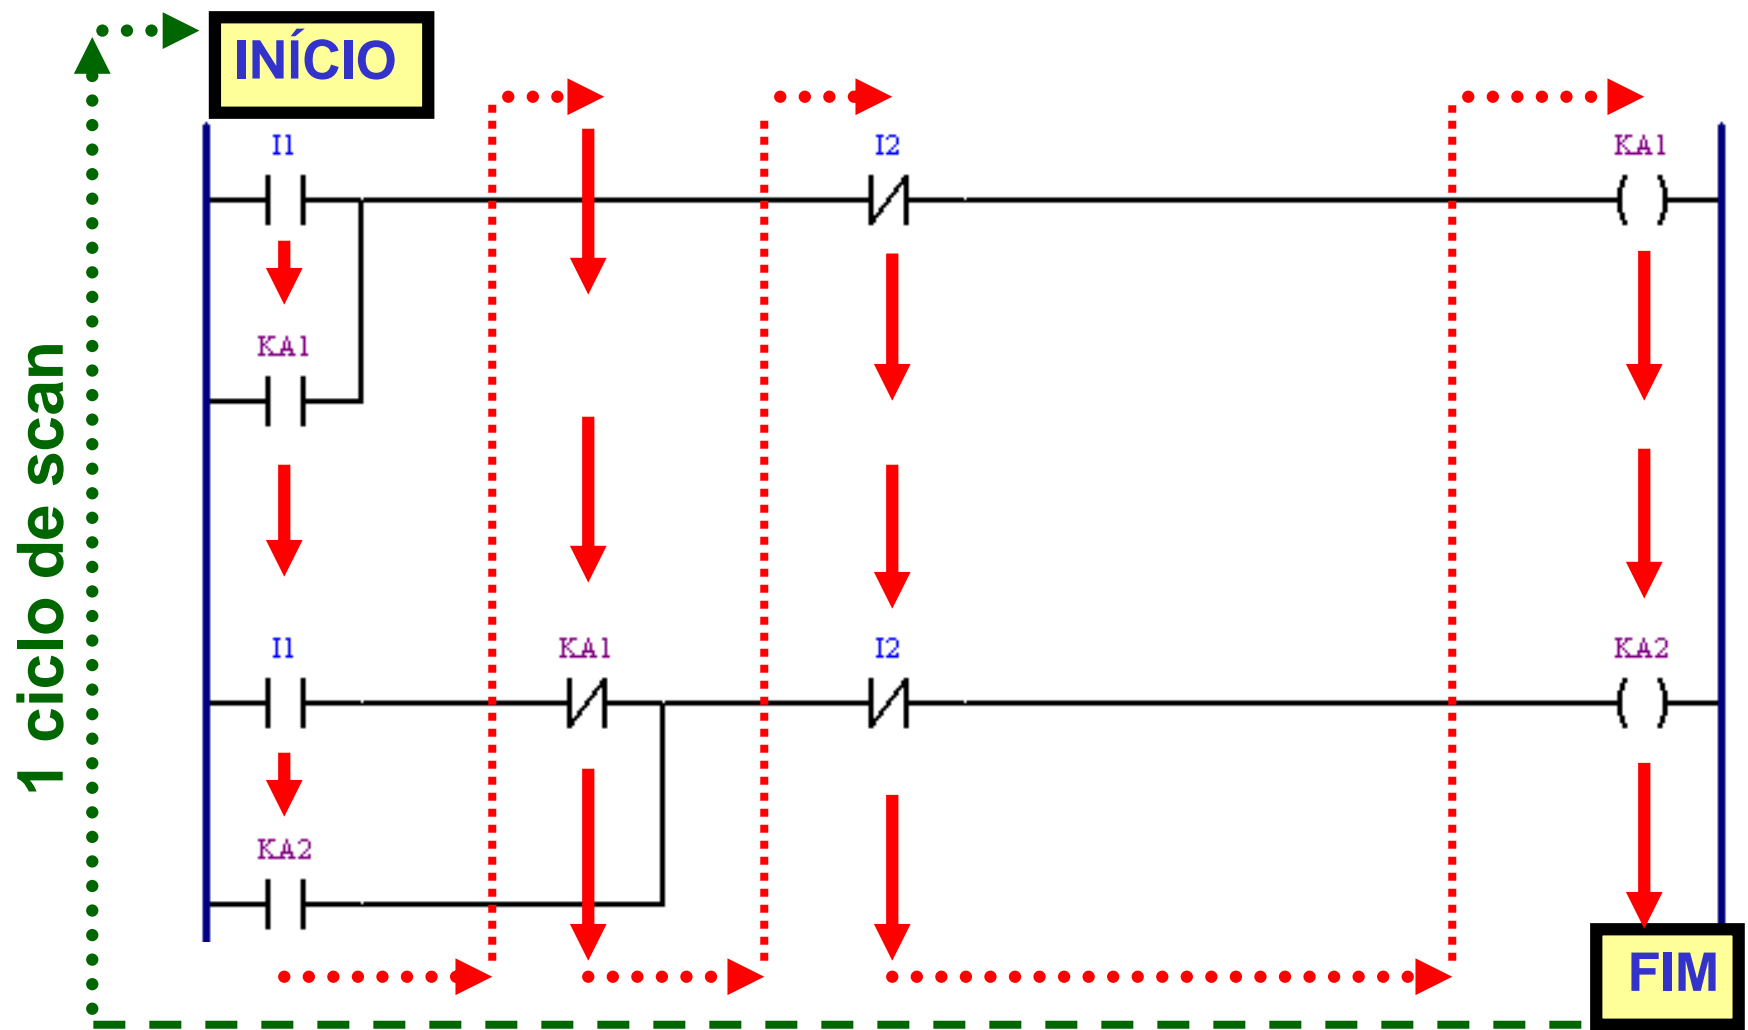 INÍCIO
I1
I2
KA1
KA1
1 ciclo de scan
I1
KA1
I2
KA2
KA2
FIM